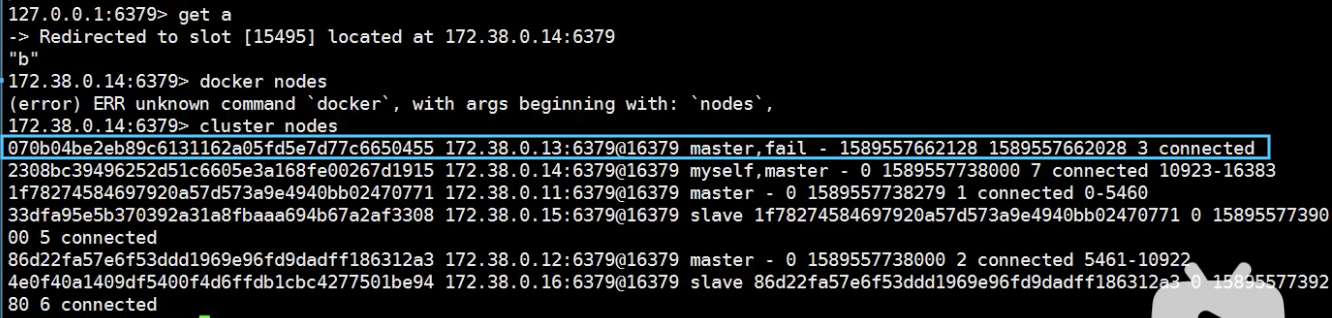 127.0.0.1:6379> get a
-> Redirected to slot [15495] located at 172.38.0.14:6379
"b"
172.38.0.14:6379> docker nodes
(error) ERR unknown command `docker`, with args beginning with: `nodes`,
172.38.0.14:6379> cluster nodes
070b04be2eb89c6131162a05fd5e7d77c6650455 172.38.0.13:6379@16379 master,fail - 1589557662128 1589557662028 3 connected
2308bc39496252d51c6605e3a168fe00267d1915 172.38.0.14:6379@16379 myself,master - 0 1589557738000 7 connected 10923-16383
1f78274584697920a57d573a9e4940bb02470771 172.38.0.11:6379@16379 master - 0 1589557738279 1 connected 0-5460
33dfa95e5b370392a31a8fbaaa694b67a2af3308 172.38.0.15:6379@16379 slave 1f78274584697920a57d573a9e4940bb02470771 0 15895577390
00 5 connected
86d22fa57e6f53ddd1969e96fd9dadff186312a3 172.38.0.12:6379@16379 master - 0 1589557738000 2 connected 5461-10922
4e0f40a1409df5400f4d6ffdb1cbc4277501be94 172.38.0.16:6379@16379 slave 86d22fa57e6f53ddd1969e96fd9dadff186312a3 0 15895577392
80 6 connected